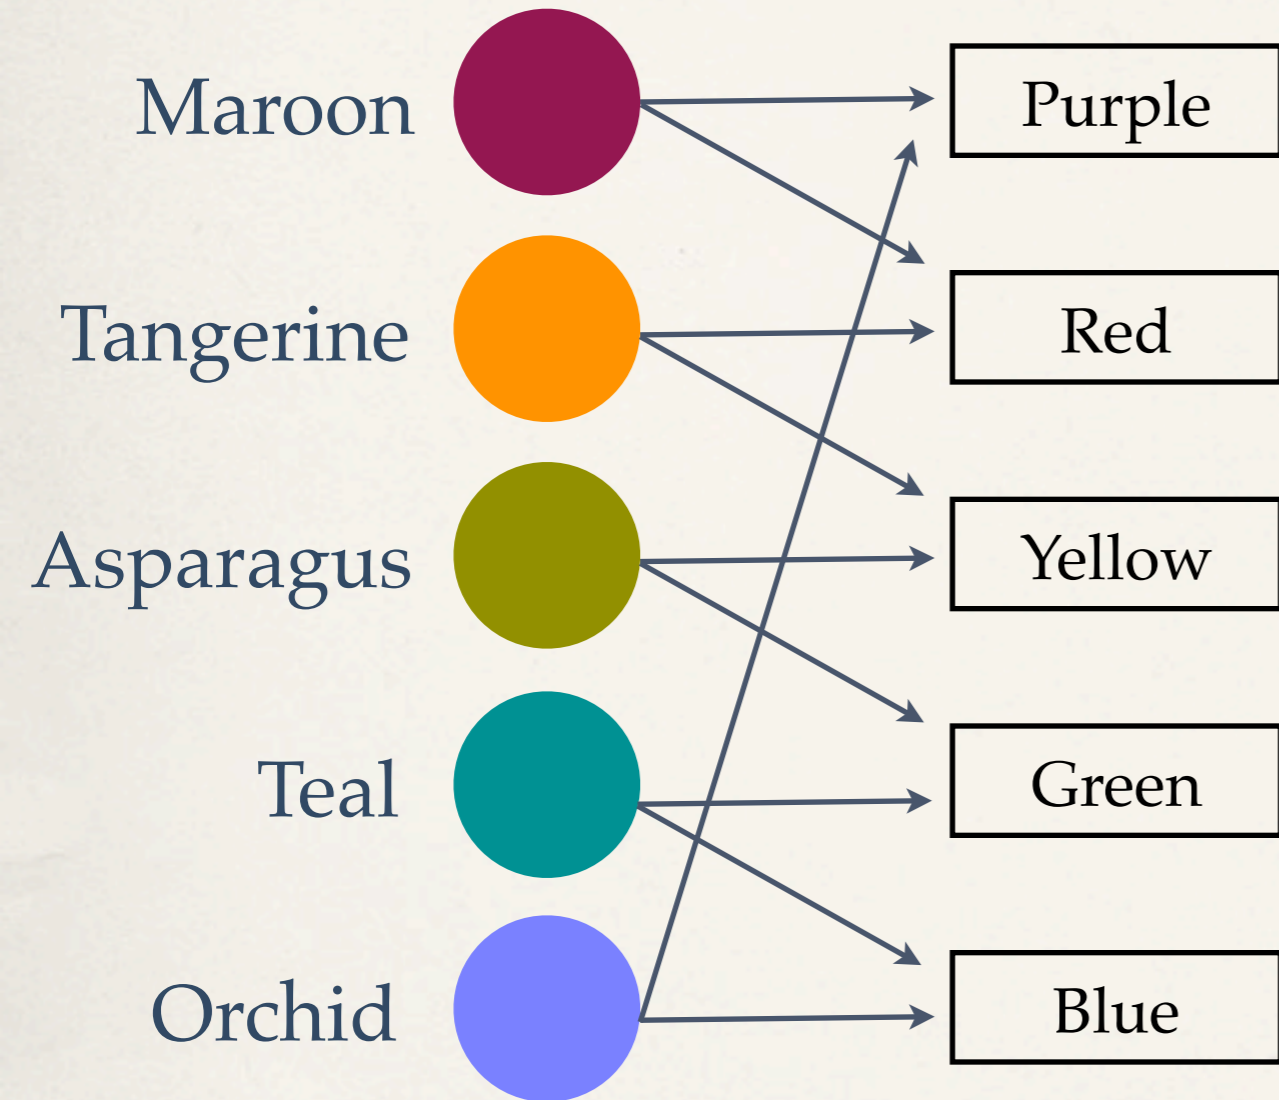 Maroon
Purple
Tangerine
Red
Asparagus
Yellow
Teal
Green
Orchid
Blue